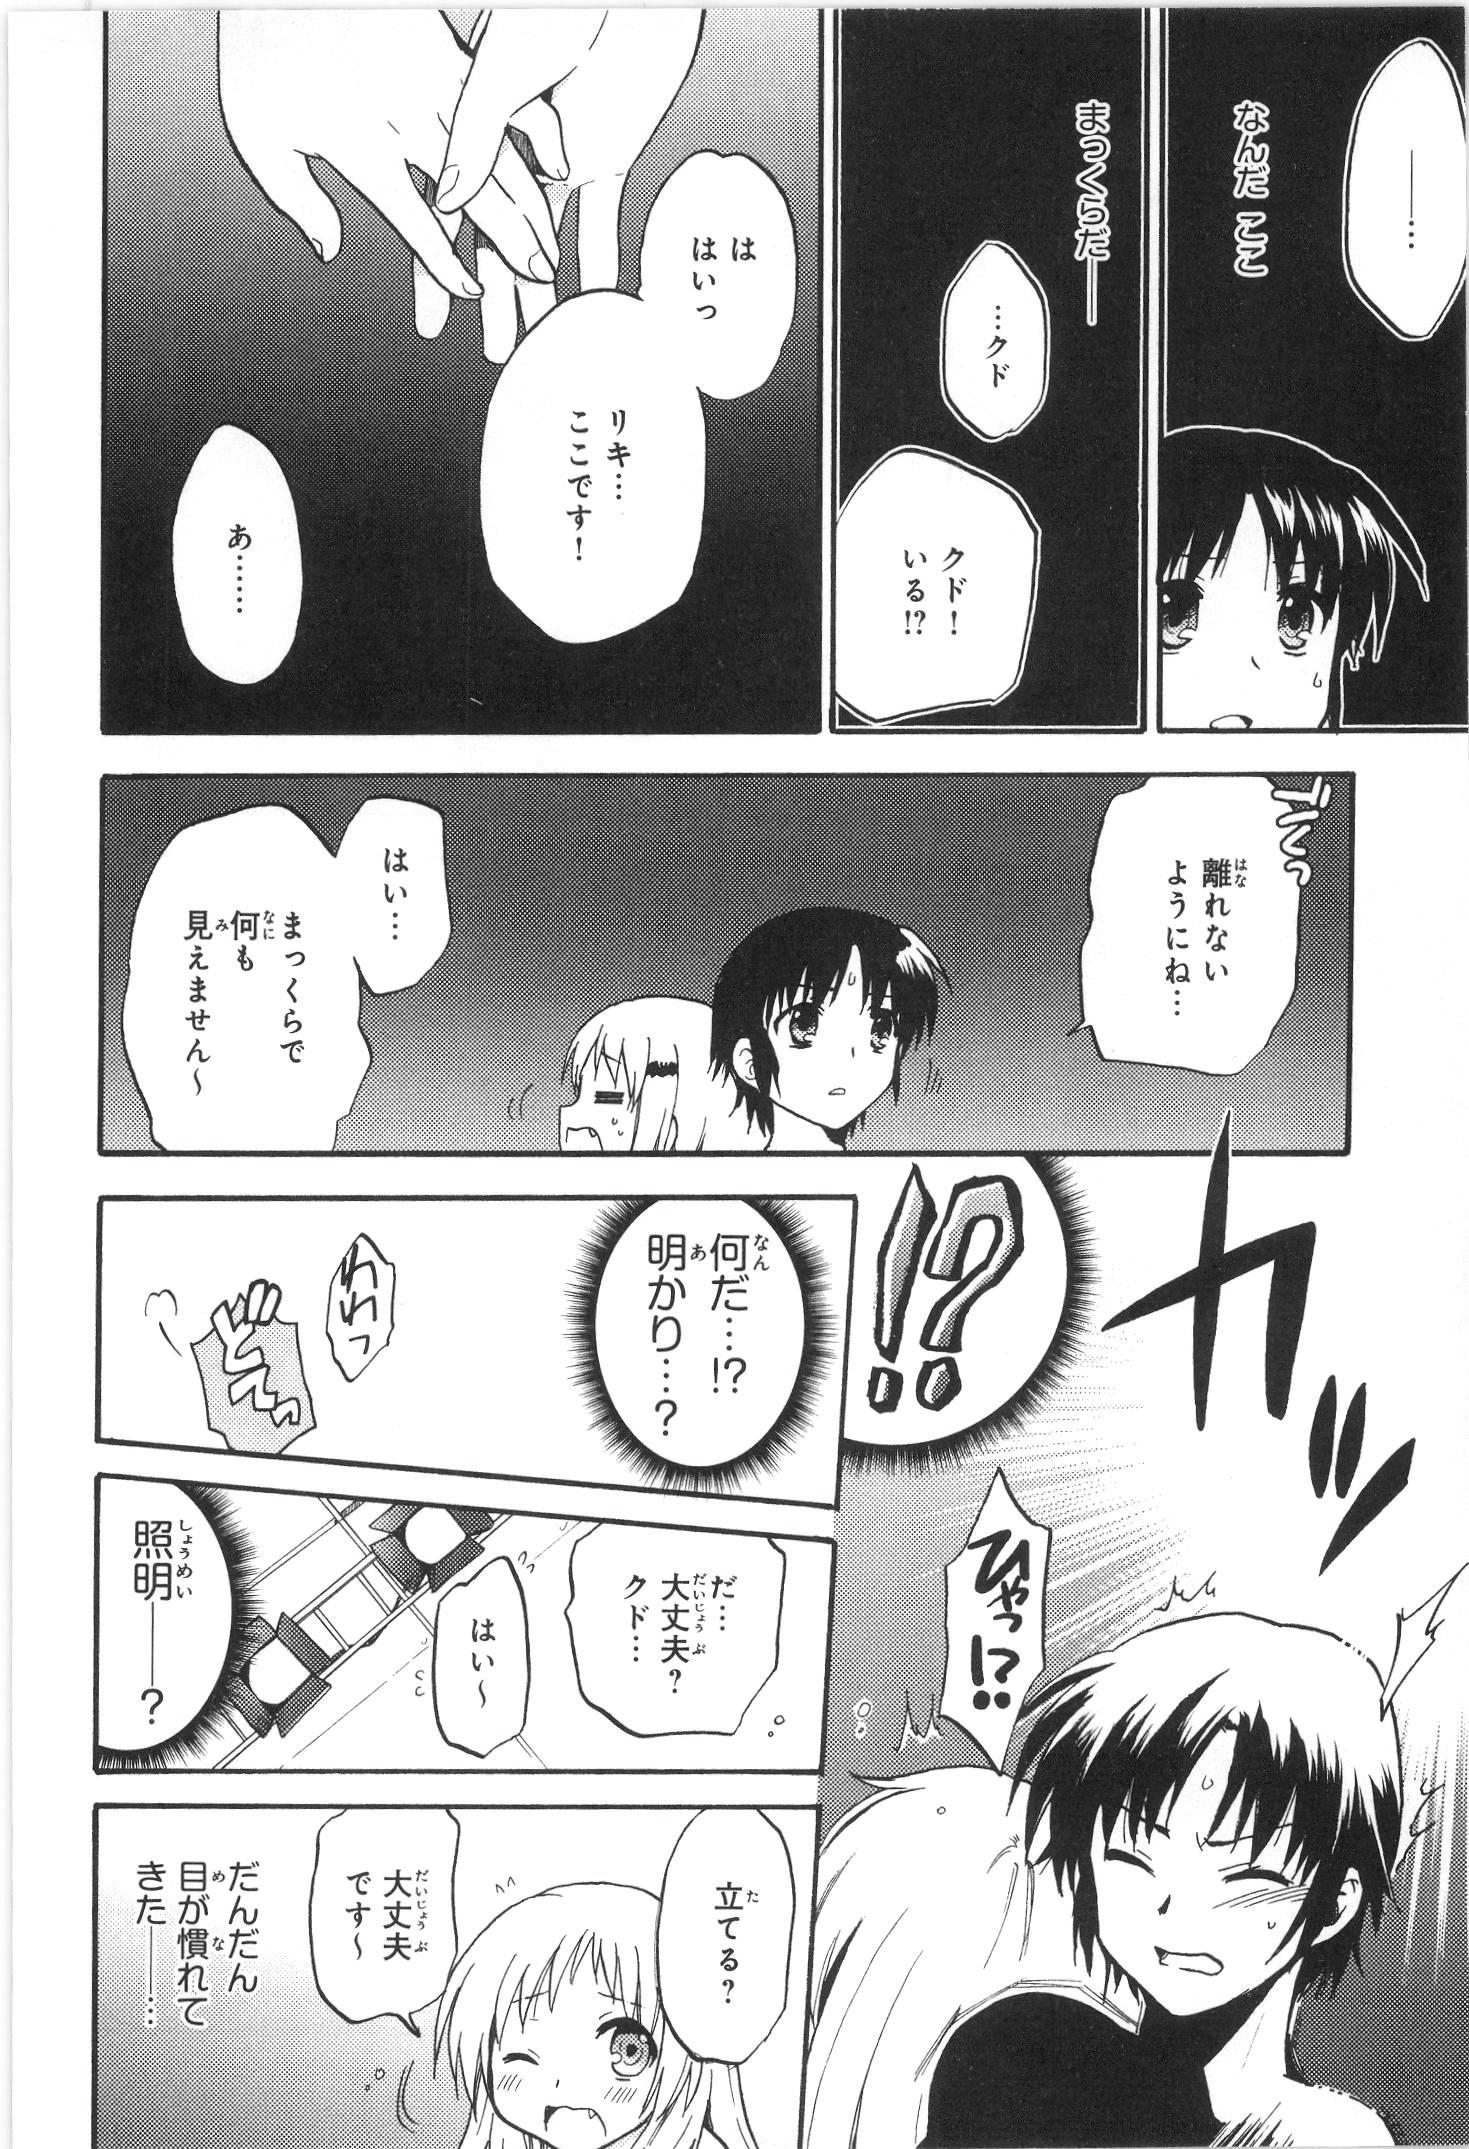 ――…
なんだ ここ
まっくらだ――
…クド
クド！
いる!?
は
はいっ
リキ…
ここです！
あ……
離れない
ようにね…
はい…
まっくらで
何も
見えません〜
カッ
!?
ひゃっ!?
何だ…!?
明かり…？
わわっ
だ…
大丈夫？
クド…
はい〜
照明――？
立てる？
大丈夫
です〜
だんだん
目が慣れて
きた――…